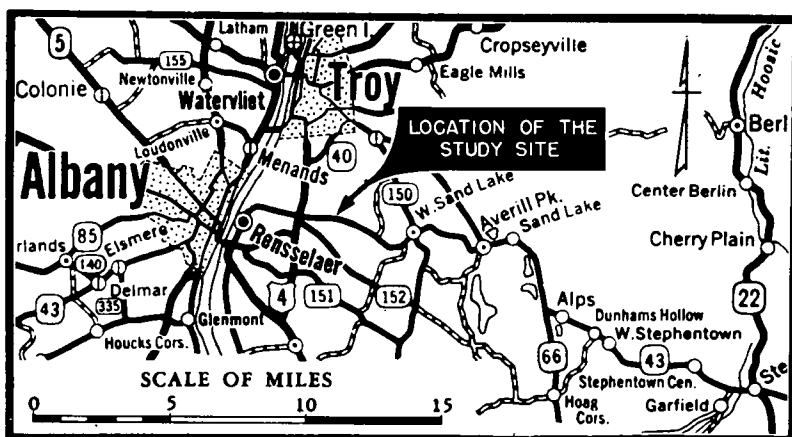 5
Latham
Green I.
Cropseyville
155
Newtonville
Eagle Mills
Hoosic
Colonie
Watervliet
Troy
LOCATION OF THE
STUDY SITE
Berl
Loudonville
Menands
40
Lit.
Albany
150
W. Sand Lake
Averill Pk.
Sand Lake
Center Berlin
Cherry Plain
rlands
85
Elsmere
Rensselaer
140
Delmar
43
335
4
151
152
22
Alps
Dunhams Hollow
W. Stephentown
Glenmont
Houcks Cors.
66
43
Stephentown Cen.
Ste
Hoag
Cors.
Garfield
SCALE OF MILES
0 5 10 15